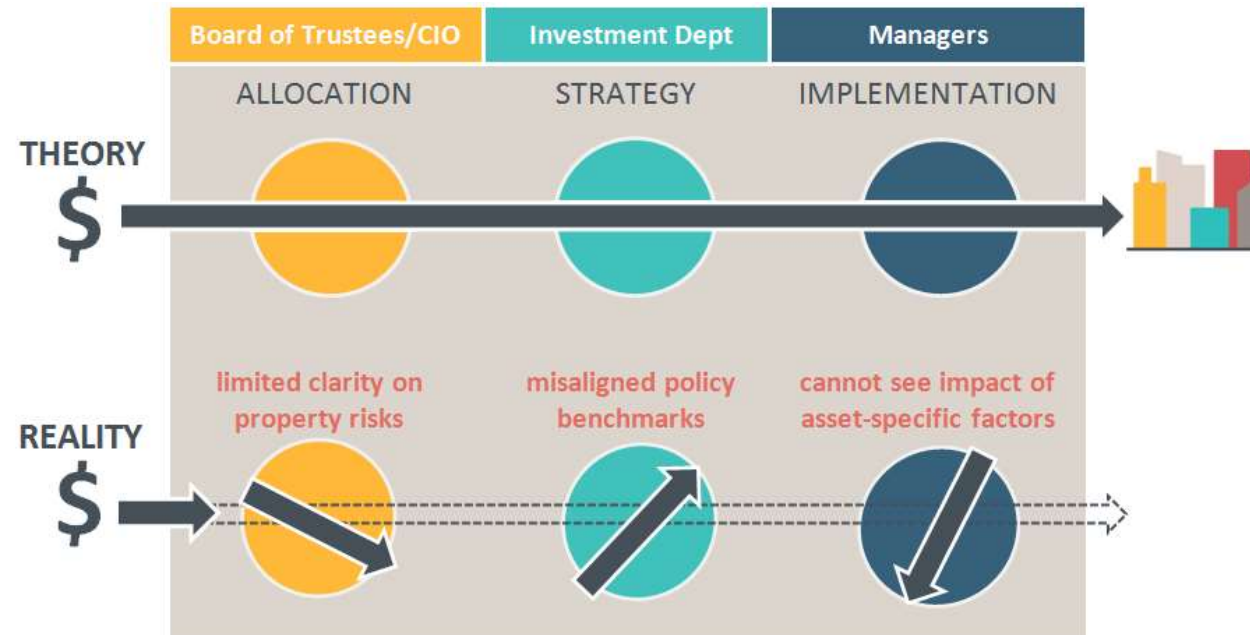 Board of Trustees/CIO
Investment Dept
Managers
ALLOCATION
STRATEGY
IMPLEMENTATION
THEORY
$
limited clarity on
property risks
misaligned policy
benchmarks
cannot see impact of
asset-specific factors
REALITY
$